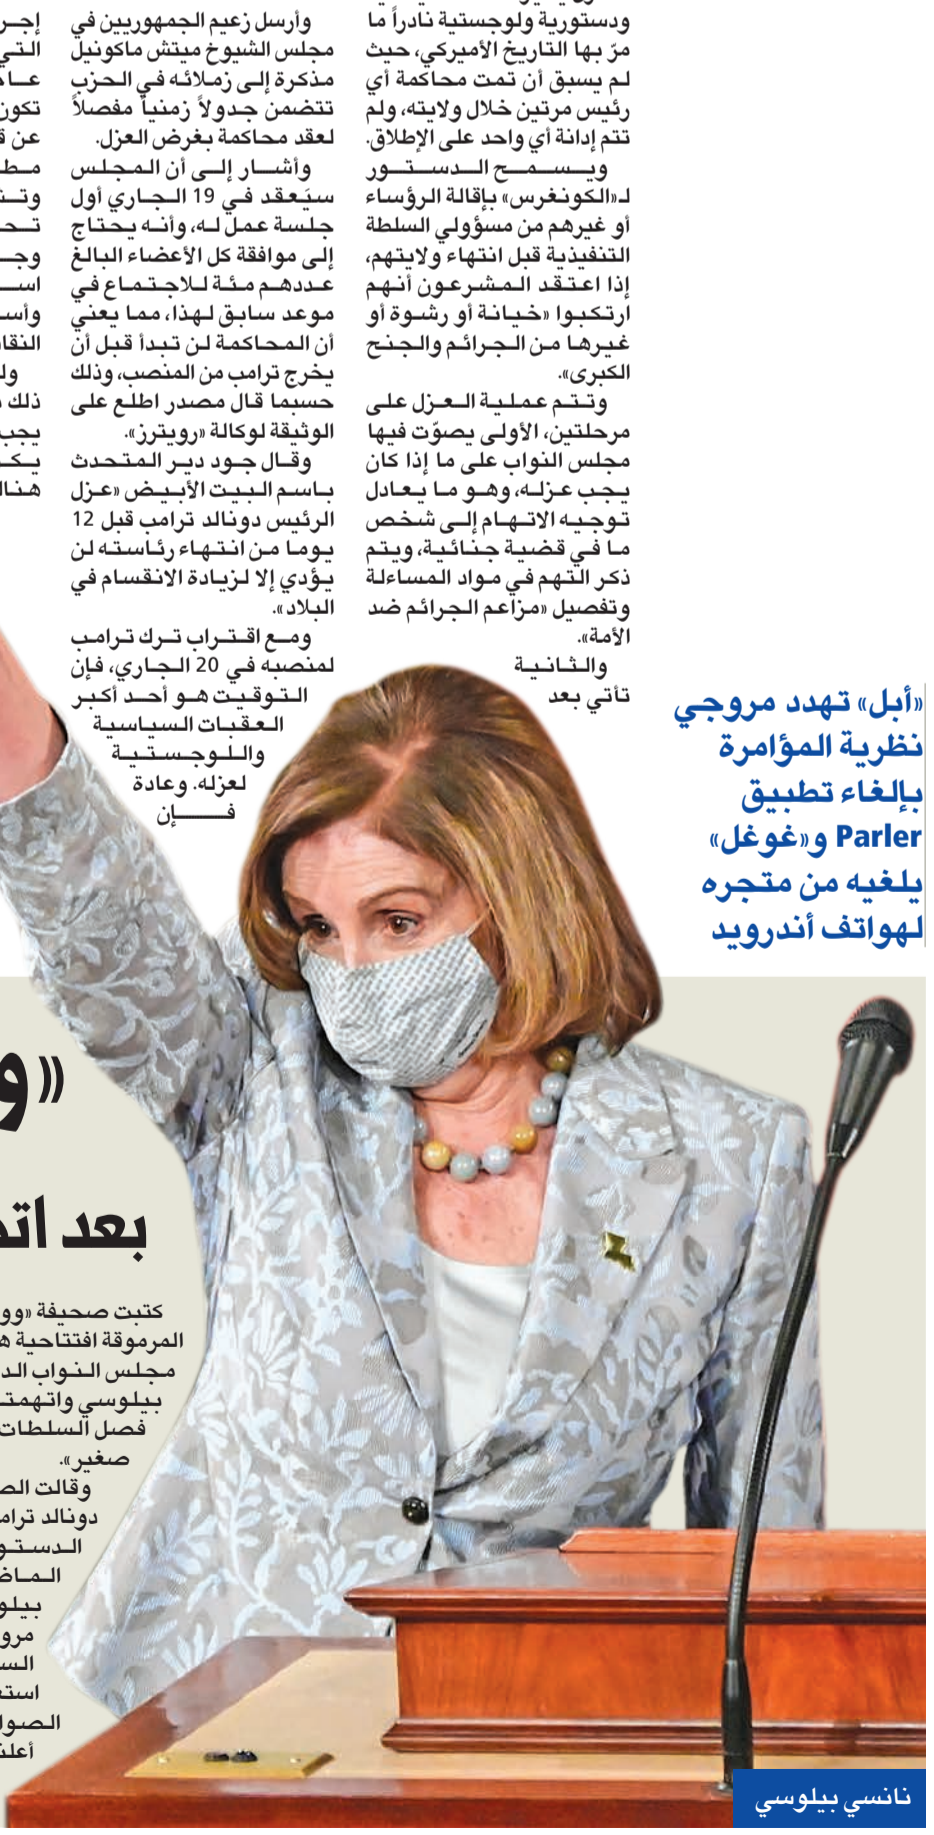 ودستورية ولوجستية نادراً ما
مرّ بها التاريخ الأميركي، حيث
لم يسبق أن تمت محاكمة أي
رئيس مرتين خلال ولايته، ولم
تتم إدانة أي واحد على الإطلاق.
ويسمح الدستور
لـ«الكونغرس» بإقالة الرؤساء
أو غيرهم من مسؤولي السلطة
التنفيذية قبل انتهاء ولايتهم،
إذا اعتقد المشرعون أنهم
ارتكبوا «خيانة أو رشوة أو
غيرها من الجرائم والجنح
الكبرى».
وتتم عملية العزل على
مرحلتين، الأولى يصوّت فيها
مجلس النواب على ما إذا كان
يجب عزله، وهو ما يعادل
توجيه الاتهام إلى شخص
ما في قضية جنائية، ويتم
ذكر التهم في مواد المساءلة
وتفصيل «مزاعم الجرائم ضد
الأمة».
والثانية
تأتي بعد
وأرسل زعيم الجمهوريين في
مجلس الشيوخ ميتش ماكونيل
مذكرة إلى زملائه في الحزب
تتضمن جدولاً زمنياً مفصلاً
لعقد محاكمة بغرض العزل.
وأشار إلى أن المجلس
سيَعقد في 19 الجاري أول
جلسة عمل له، وأنه يحتاج
إلى موافقة كل الأعضاء البالغ
عددهم مئة للاجتماع في
موعد سابق لهذا، مما يعني
أن المحاكمة لن تبدأ قبل أن
يخرج ترامب من المنصب، وذلك
حسبما قال مصدر اطلع على
الوثيقة لوكالة «رويترز».
وقال جود دير المتحدث
باسم البيت الأبيض «عزل
الرئيس دونالد ترامب قبل 12
يوما من انتهاء رئاسته لن
يؤدي إلا لزيادة الانقسام في
البلاد».
ومع اقتراب ترك ترامب
لمنصبه في 20 الجاري، فإن
التوقيت هو أحد أكبر
العقبات السياسية
واللوجستية
لعزله. وعادة
فإن
«أبل» تهدد مروجي
نظرية المؤامرة
بإلغاء تطبيق
Parler و«غوغل»
يلغيه من متجره
لهواتف أندرويد
بعد
كتبت صحيفة
المرموقة افتتاحية
مجلس النواب
بيلوسي
فصل السلطات
صغير».
وقالت
دونالد
نانسي بيلوسي